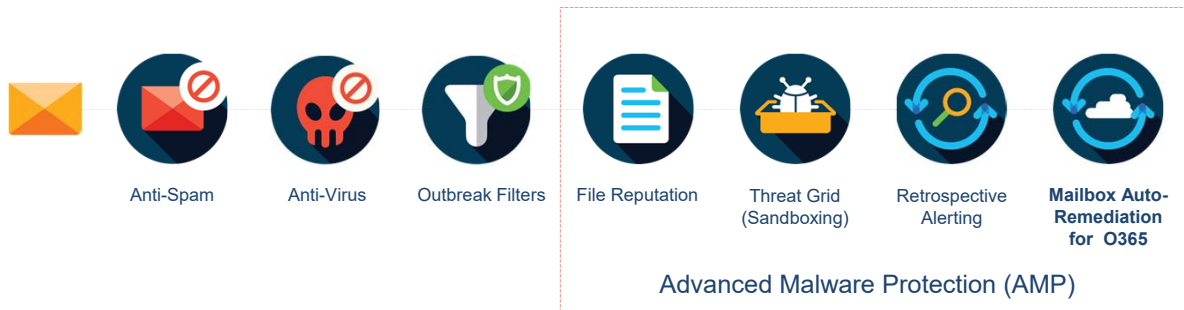 Anti-Spam
Anti-Virus
Outbreak Filters
File Reputation
Threat Grid
(Sandboxing)
Retrospective
Alerting
Mailbox Auto-
Remediation
for O365
Advanced Malware Protection (AMP)